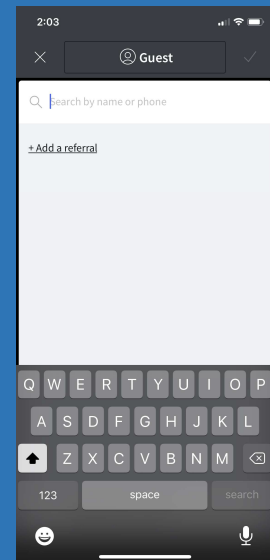 2:03
Guest
Search by name or phone
+ Add a referral
Q W E R T Y U I O P
A S D F G H J K L
Z X C V B N M
123 space search